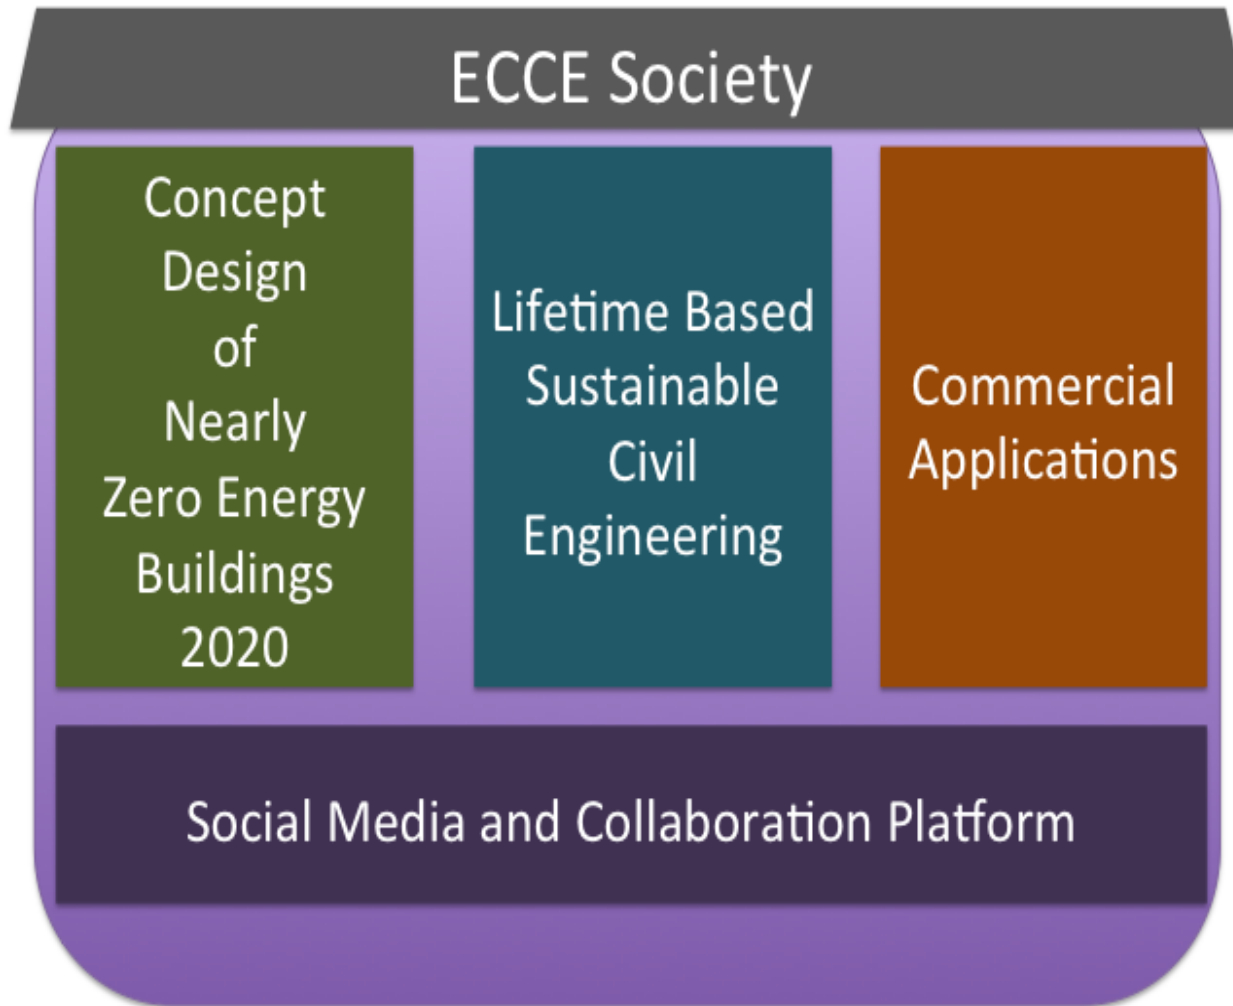 ECCE Society
Concept
Design
of
Nearly
Zero Energy
Buildings
2020
Lifetime Based
Sustainable
Civil
Engineering
Commercial
Applications
Social Media and Collaboration Platform